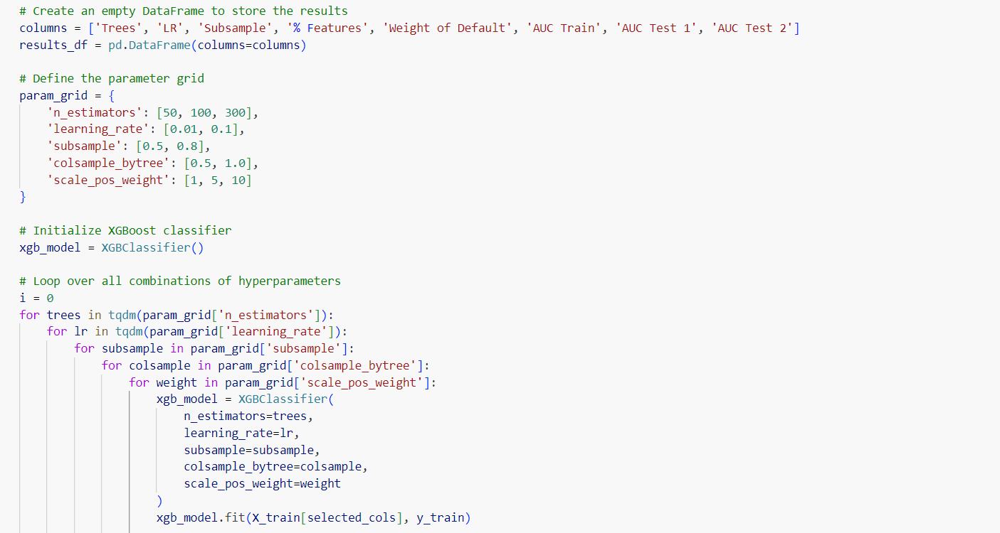 # Create an empty DataFrame to store the results
columns = ['Trees', 'LR', 'Subsample', '% Features', 'Weight of Default', 'AUC Train', 'AUC Test 1', 'AUC Test 2']
results_df = pd.DataFrame(columns=columns)
# Define the parameter grid
param_grid = {
    'n_estimators': [50, 100, 300],
    'learning_rate': [0.01, 0.1],
    'subsample': [0.5, 0.8],
    'colsample_bytree': [0.5, 1.0],
    'scale_pos_weight': [1, 5, 10]
}
# Initialize XGBoost classifier
xgb_model = XGBClassifier()
# Loop over all combinations of hyperparameters
i = 0
for trees in tqdm(param_grid['n_estimators']):
    for lr in tqdm(param_grid['learning_rate']):
        for subsample in param_grid['subsample']:
            for colsample in param_grid['colsample_bytree']:
                for weight in param_grid['scale_pos_weight']:
                    xgb_model = XGBClassifier(
                        n_estimators=trees,
                        learning_rate=lr,
                        subsample=subsample,
                        colsample_bytree=colsample,
                        scale_pos_weight=weight
                    )
                    xgb_model.fit(X_train[selected_cols], y_train)